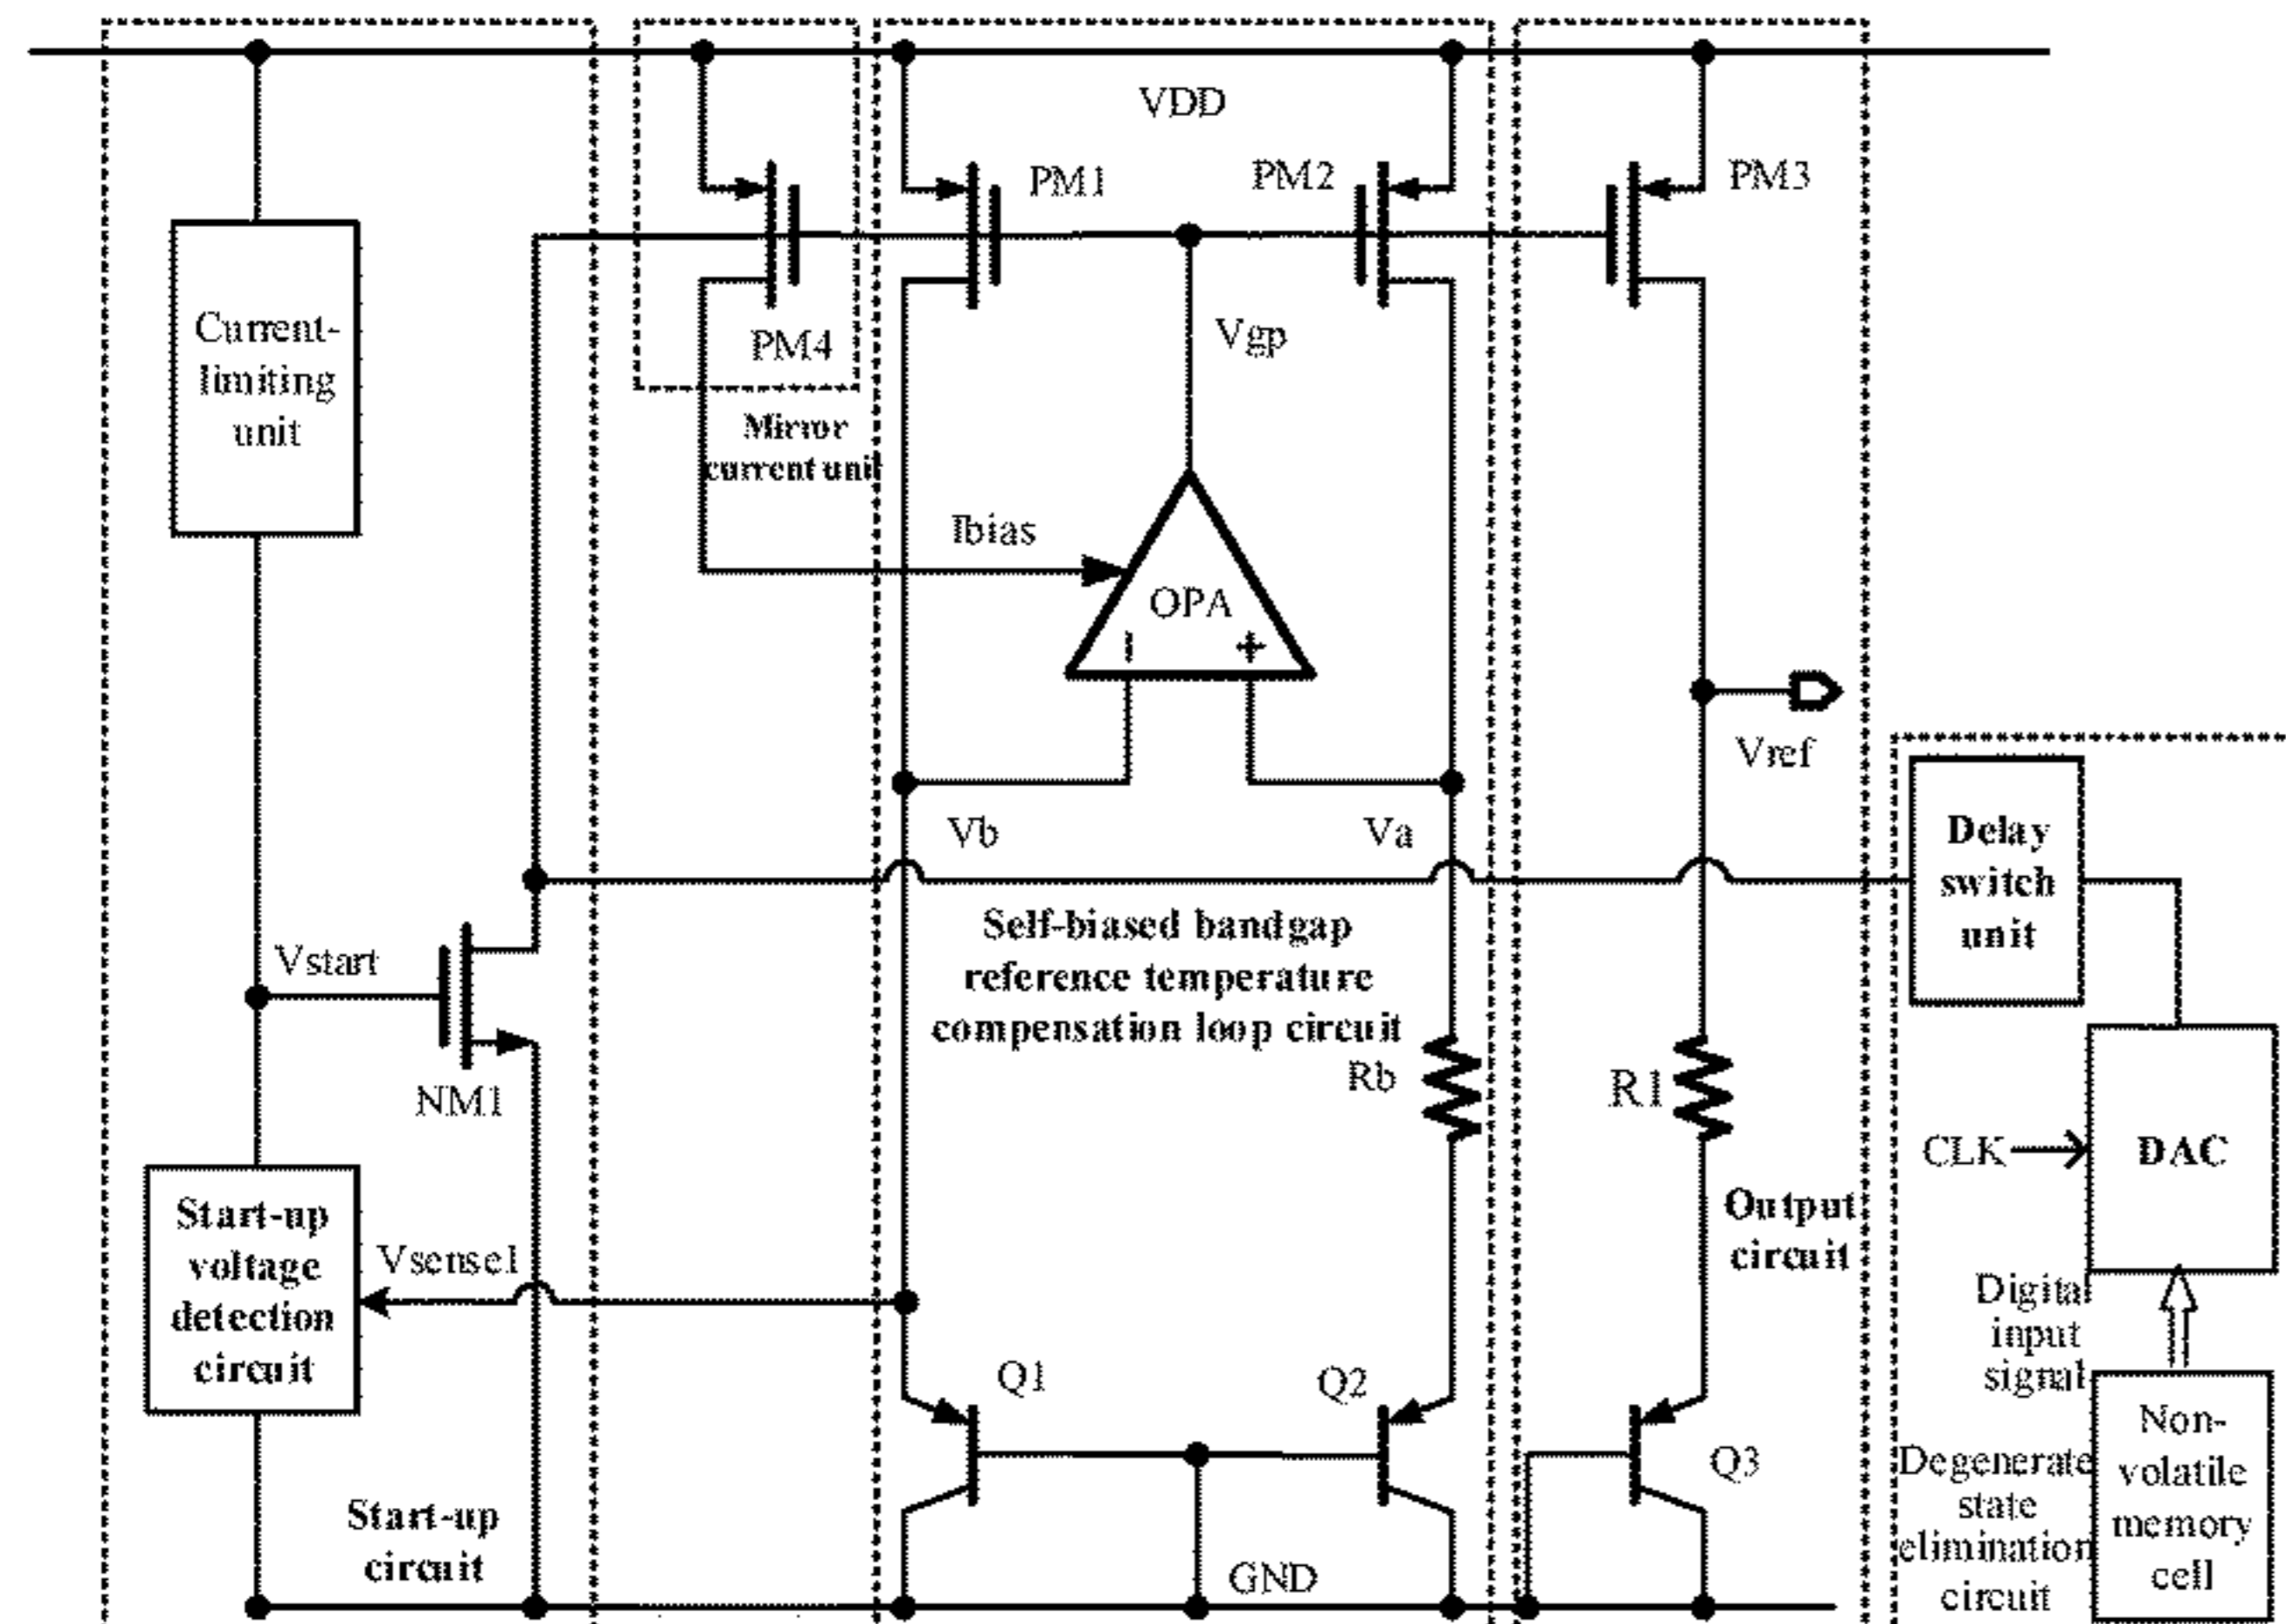 VDD
PM1
PM2
PM3
Current-
limiting
unit
PM4
Vgp
Mirror
current unit
Ibias
OPA
Vref
Vb
Va
Delay
switch
unit
Vstart
Self-biased bandgap
reference temperature
compensation loop circuit
NM1
Rb
R1
CLK
DAC
Start-up
voltage
detection
circuit
Vsense1
Output
circuit
Digital
input
signal
Q1
Q2
Q3
Non-
volatile
memory
cell
Degenerate
state
elimination
circuit
Start-up
circuit
GND